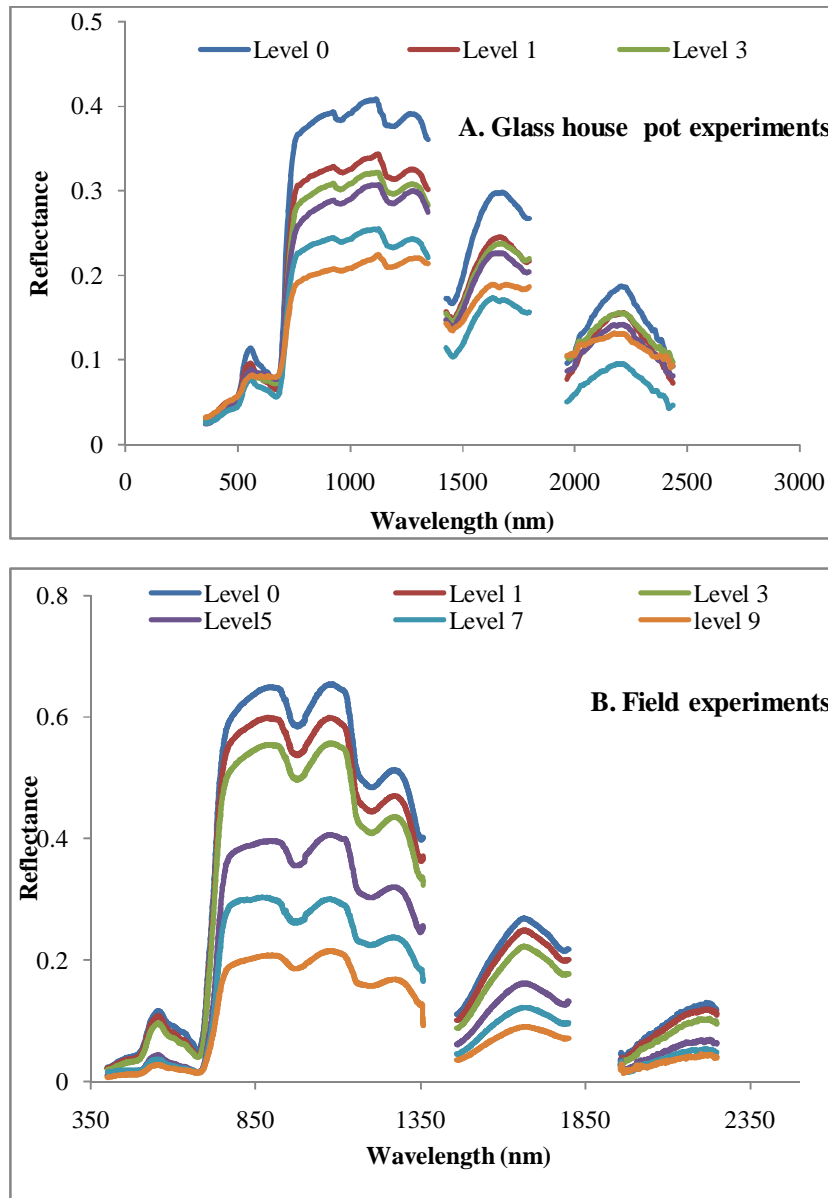 0.5
Level 0 Level 1 Level 3
0.4
A. Glass house pot experiments
0.3
Reflectance
0.2
0.1
0
0 500 1000 1500 2000 2500 3000
Wavelength (nm)
0.8
Level 0 Level 1 Level 3
Level5 Level 7 level 9
B. Field experiments
0.6
Reflectance
0.4
0.2
0
350 850 1350 1850 2350
Wavelength (nm)